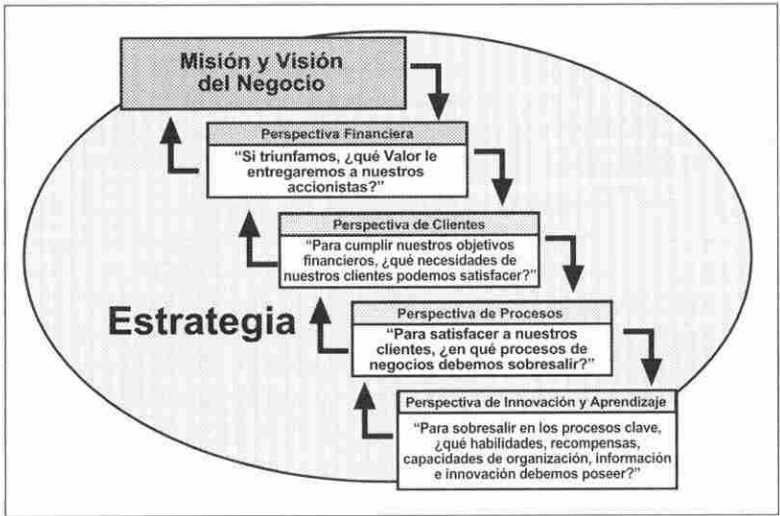 Misión y Visión
del Negocio
Perspectiva Financiera
“Si triunfamos, ¿qué Valor le
entregaremos a nuestros
accionistas?”
Perspectiva de Clientes
“Para cumplir nuestros objetivos
financieros, ¿qué necesidades de
nuestros clientes podemos satisfacer?”
Estrategia
Perspectiva de Procesos
“Para satisfacer a nuestros
clientes, ¿en qué procesos de
negocios debemos sobresalir?”
Perspectiva de Innovación y Aprendizaje
“Para sobresalir en los procesos clave,
¿qué habilidades, recompensas,
capacidades de organización, información
e innovación debemos poseer?”